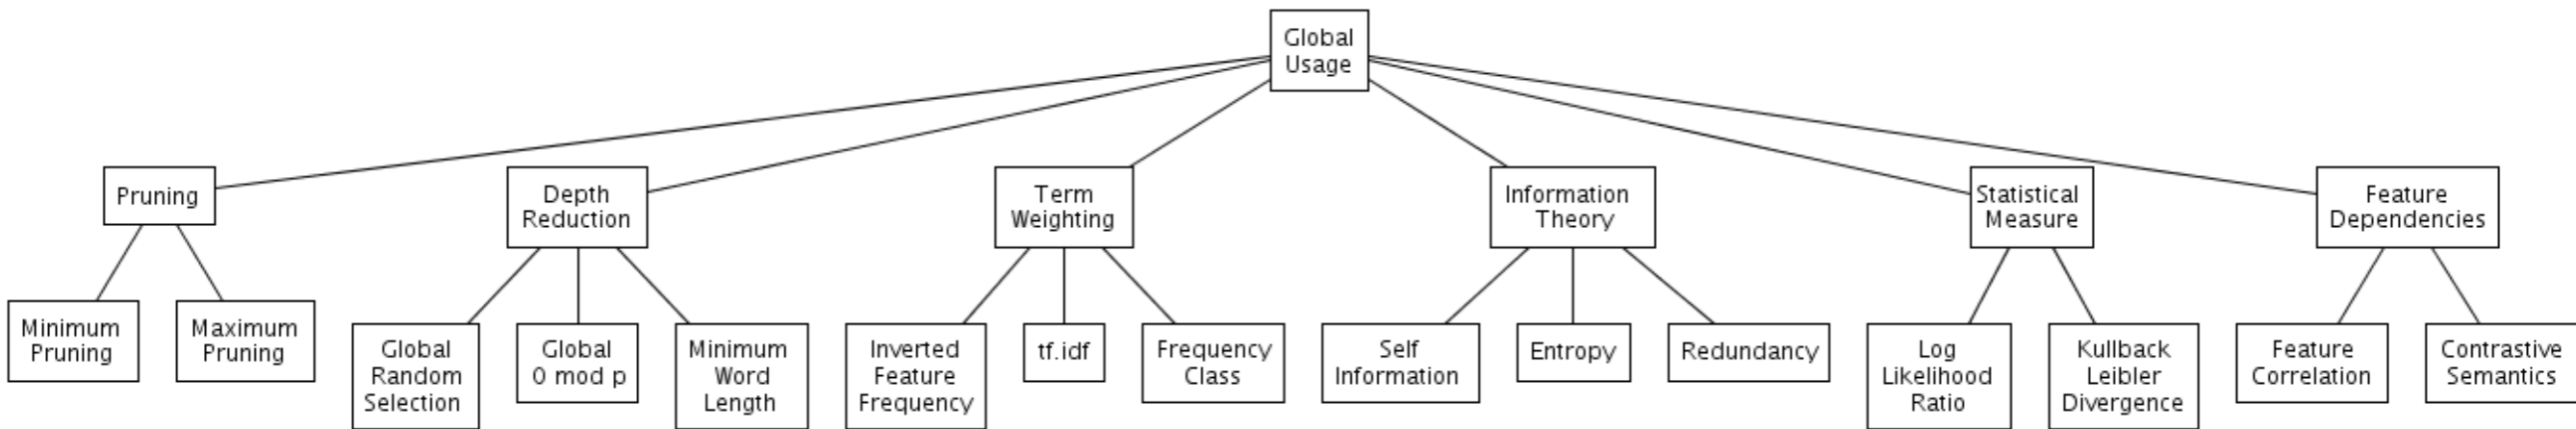 Global
Usage
Pruning
Depth
Reduction
Term
Weighting
Information
Theory
Statistical
Measure
Feature
Dependencies
Minimum
Pruning
Maximum
Pruning
Global
Random
Selection
Global
0 mod p
Minimum
Word
Length
Inverted
Feature
Frequency
tf.idf
Frequency
Class
Self
Information
Entropy
Redundancy
Log
Likelihood
Ratio
Kullback
Leibler
Divergence
Feature
Correlation
Contrastive
Semantics